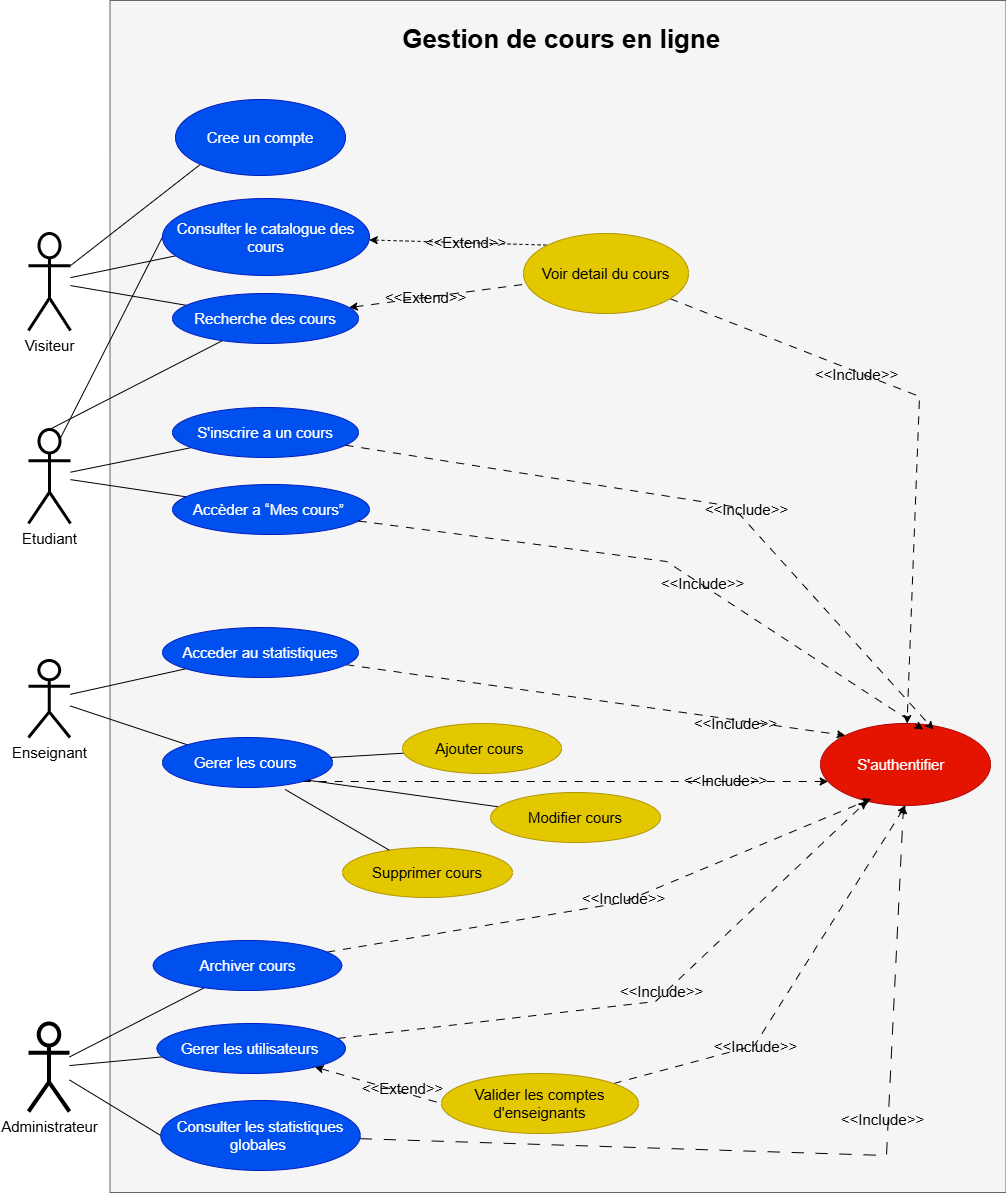 Gestion de cours en ligne
Cree un compte
Consulter le catalogue des
cours
<<Extend>>
Voir detail du cours
Recherche des cours
<<Extend>>
Visiteur
<<Include>>
S'inscrire a un cours
Accèder a “Mes cours”
<<Include>>
Etudiant
<<Include>>
Acceder au statistiques
<<Include>>
Enseignant
Gerer les cours
Ajouter cours
<<Include>>
S'authentifier
Modifier cours
Supprimer cours
<<Include>>
Archiver cours
<<Include>>
Gerer les utilisateurs
<<Include>>
<<Extend>>
Valider les comptes
d'enseignants
Administrateur
Consulter les statistiques
globales
<<Include>>